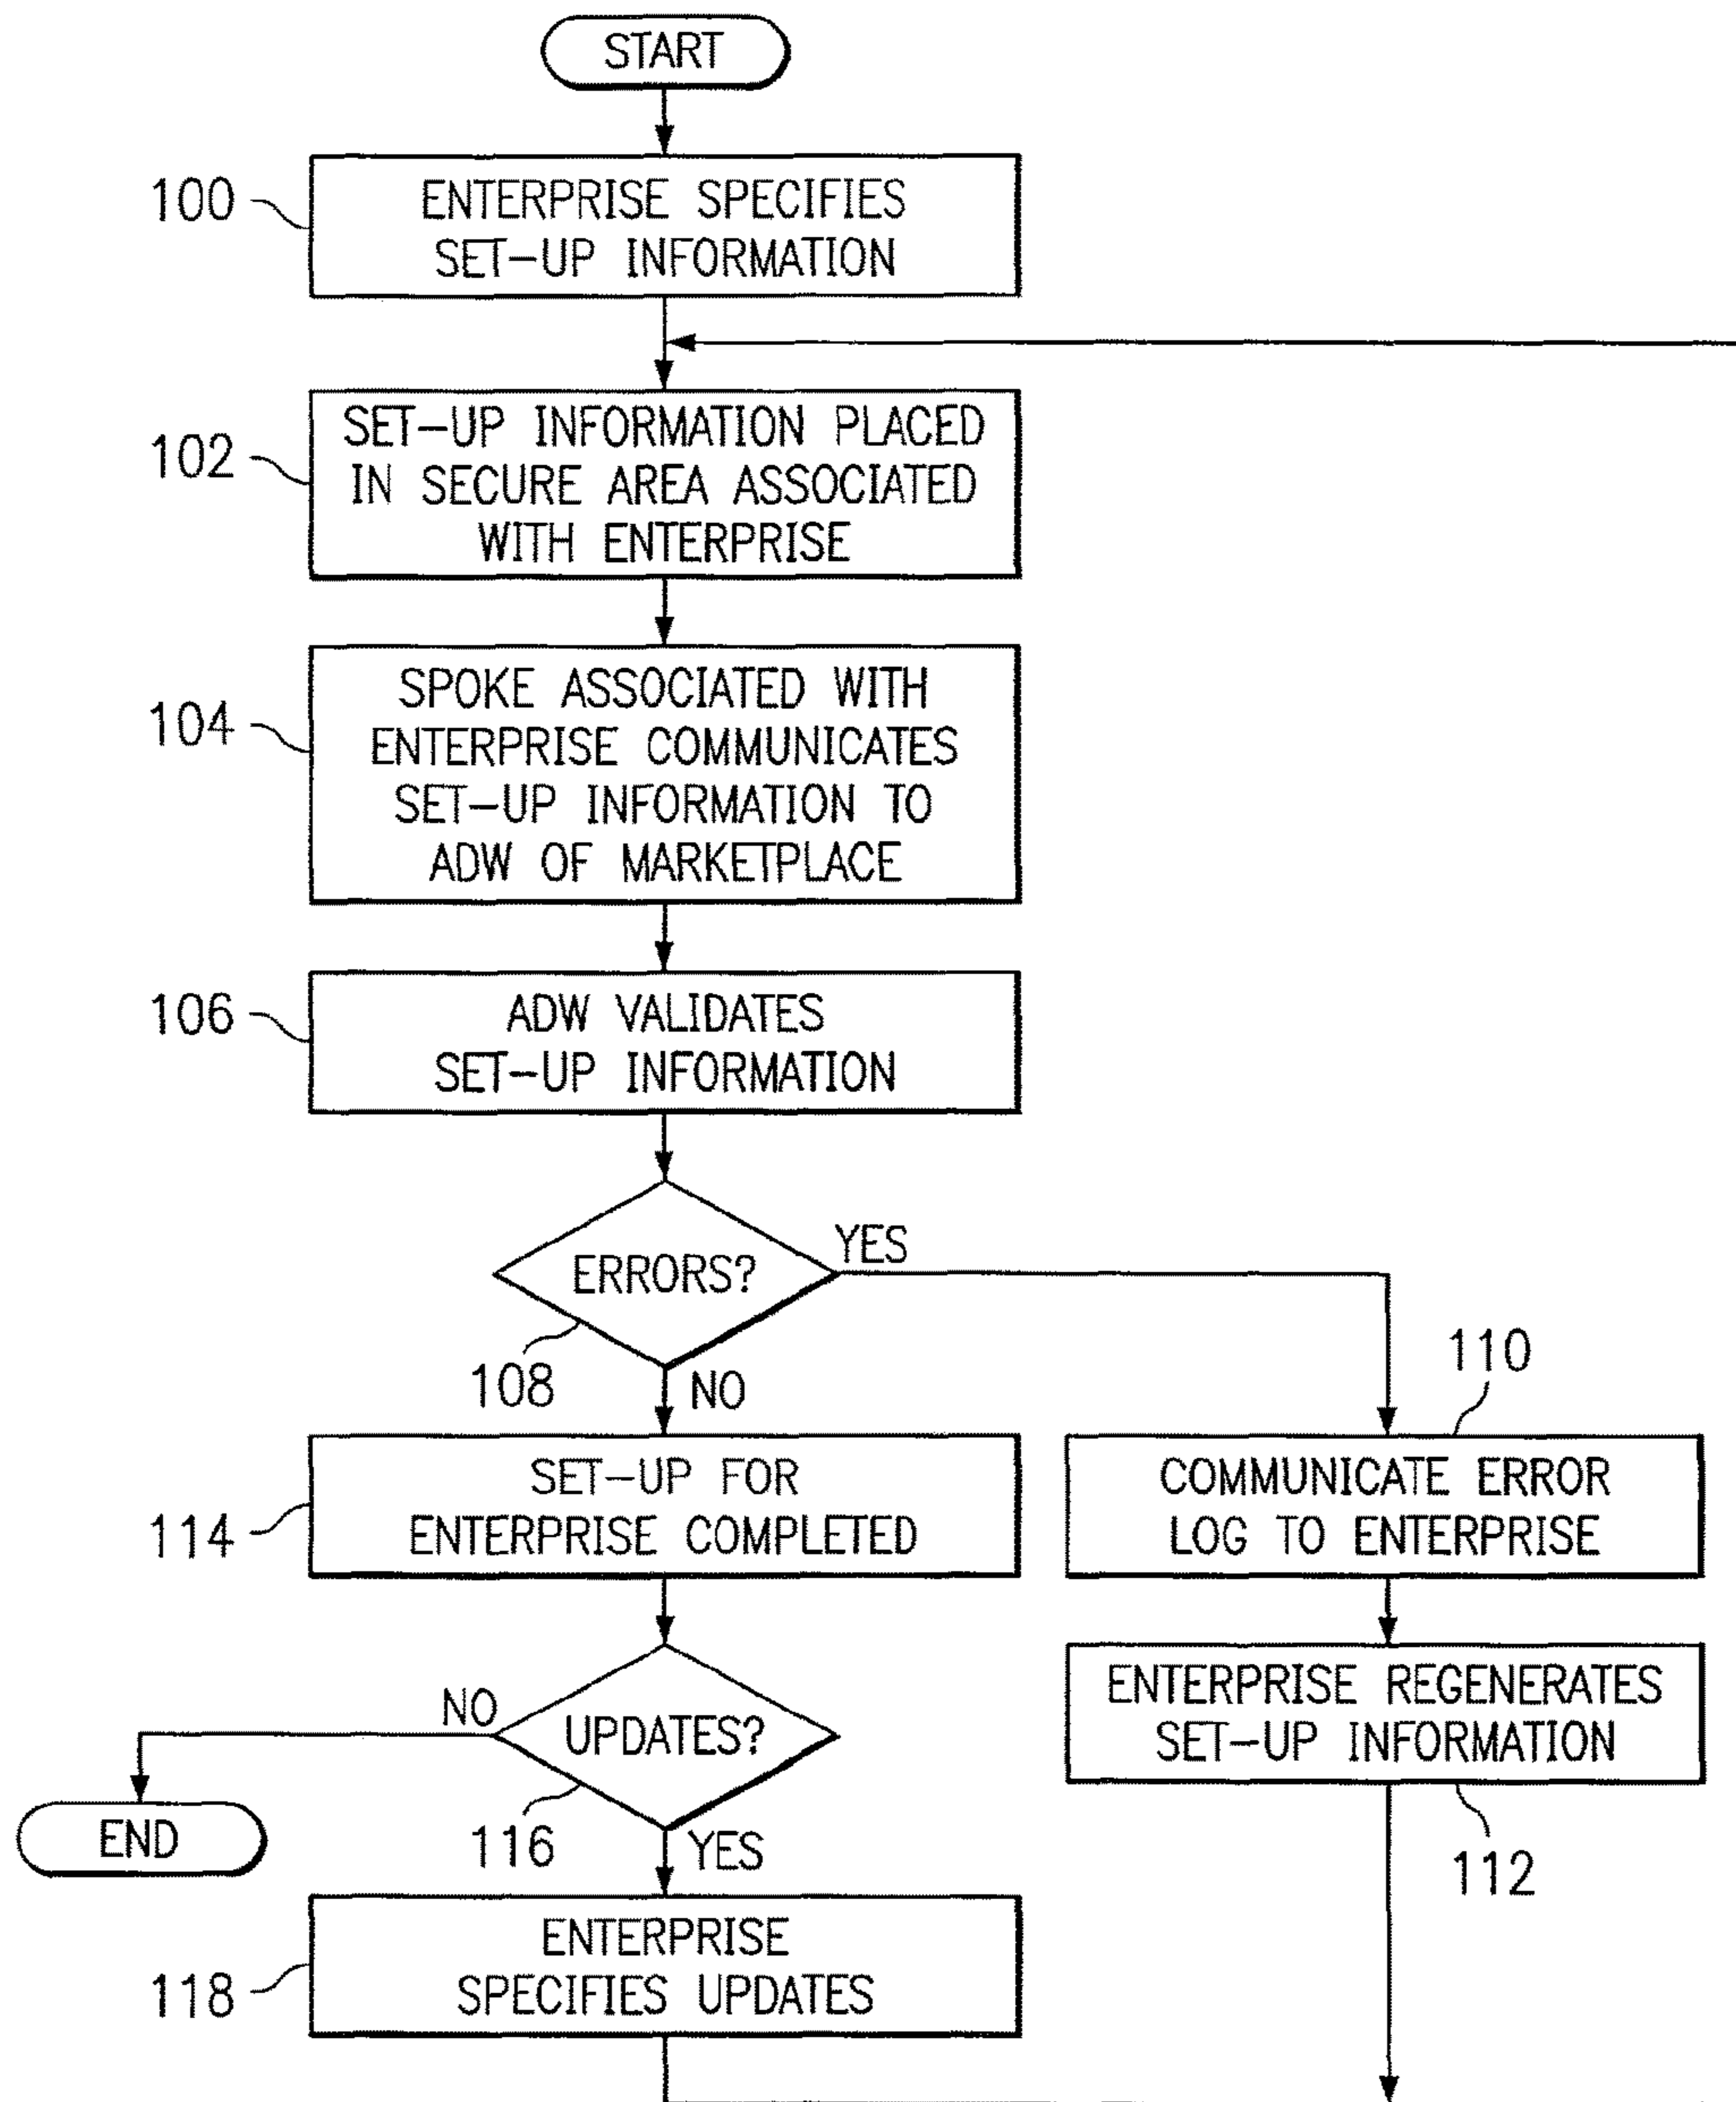 START
100
ENTERPRISE SPECIFIES
SET-UP INFORMATION
102
SET-UP INFORMATION PLACED
IN SECURE AREA ASSOCIATED
WITH ENTERPRISE
104
SPOKE ASSOCIATED WITH
ENTERPRISE COMMUNICATES
SET-UP INFORMATION TO
ADW OF MARKETPLACE
106
ADW VALIDATES
SET-UP INFORMATION
ERRORS?
YES
108
NO
110
114
SET-UP FOR
ENTERPRISE COMPLETED
COMMUNICATE ERROR
LOG TO ENTERPRISE
ENTERPRISE REGENERATES
SET-UP INFORMATION
112
NO
UPDATES?
END
116
YES
118
ENTERPRISE
SPECIFIES UPDATES